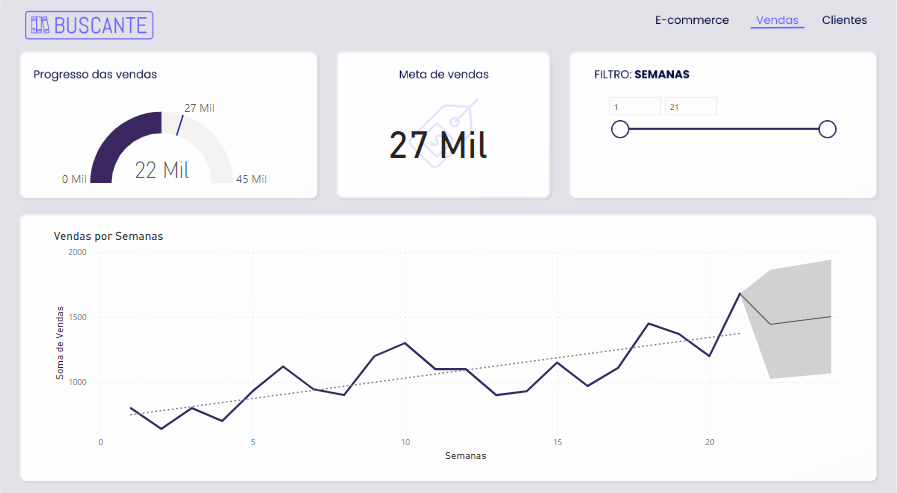 BUSCANTE
E-commerce
Vendas
Clientes
Progresso das vendas
27 Mil
22 Mil
0 Mil
45 Mil
Meta de vendas
27 Mil
FILTRO: SEMANAS
1
21
Vendas por Semanas
2000
1500
1000
Soma de Vendas
0
5
10
15
20
Semanas